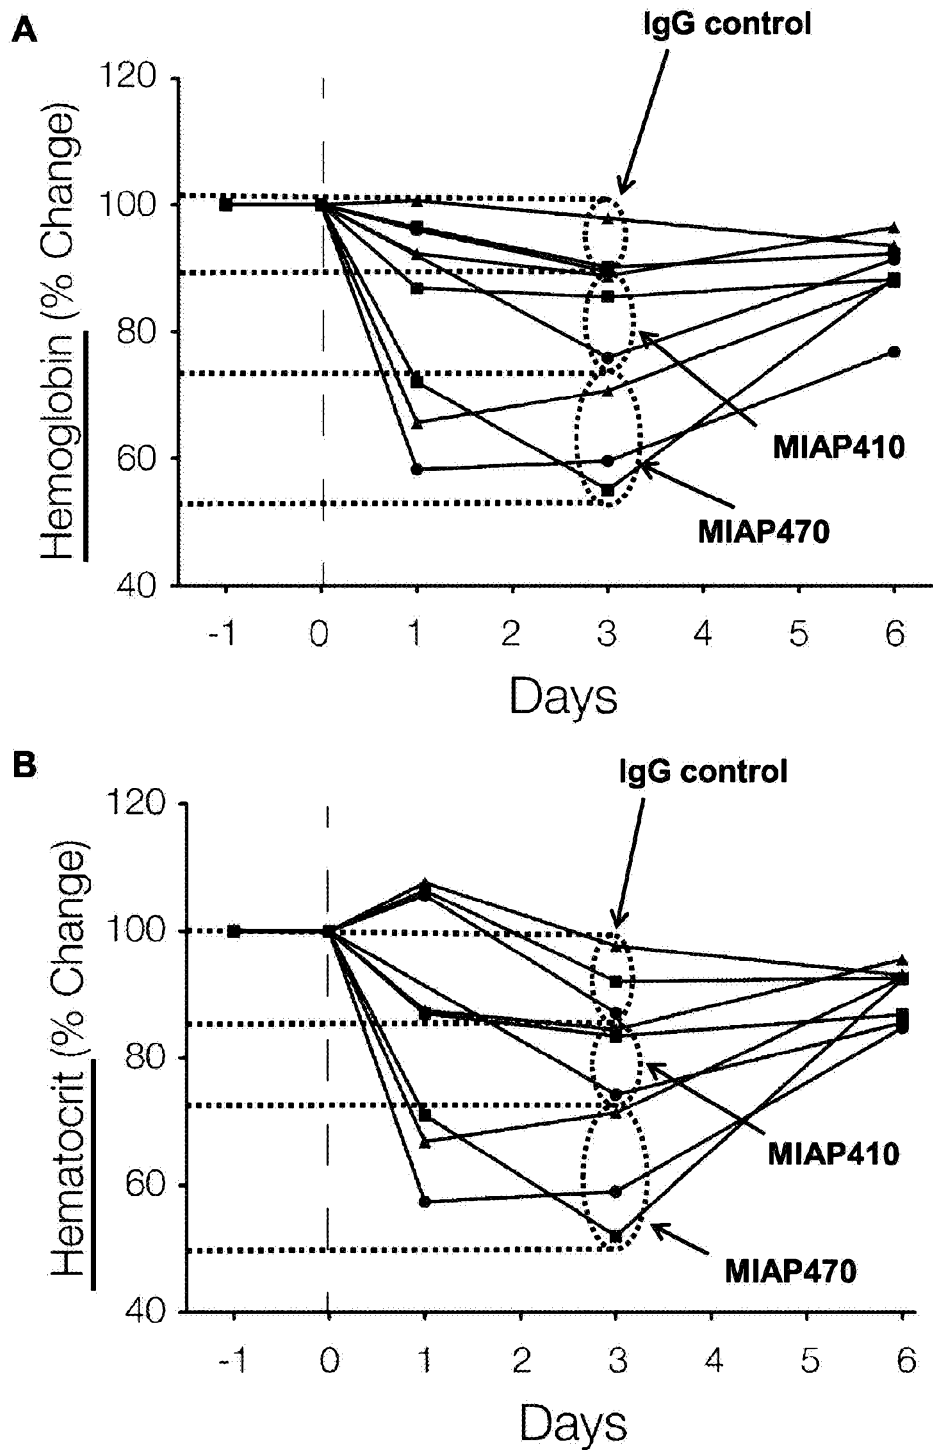 A
IgG control
120
100
80
60
40
Hemoglobin (% Change)
MIAP410
MIAP470
-1 0 1 2 3 4 5 6
Days
B
IgG control
120
100
80
60
40
Hematocrit (% Change)
MIAP410
MIAP470
-1 0 1 2 3 4 5 6
Days